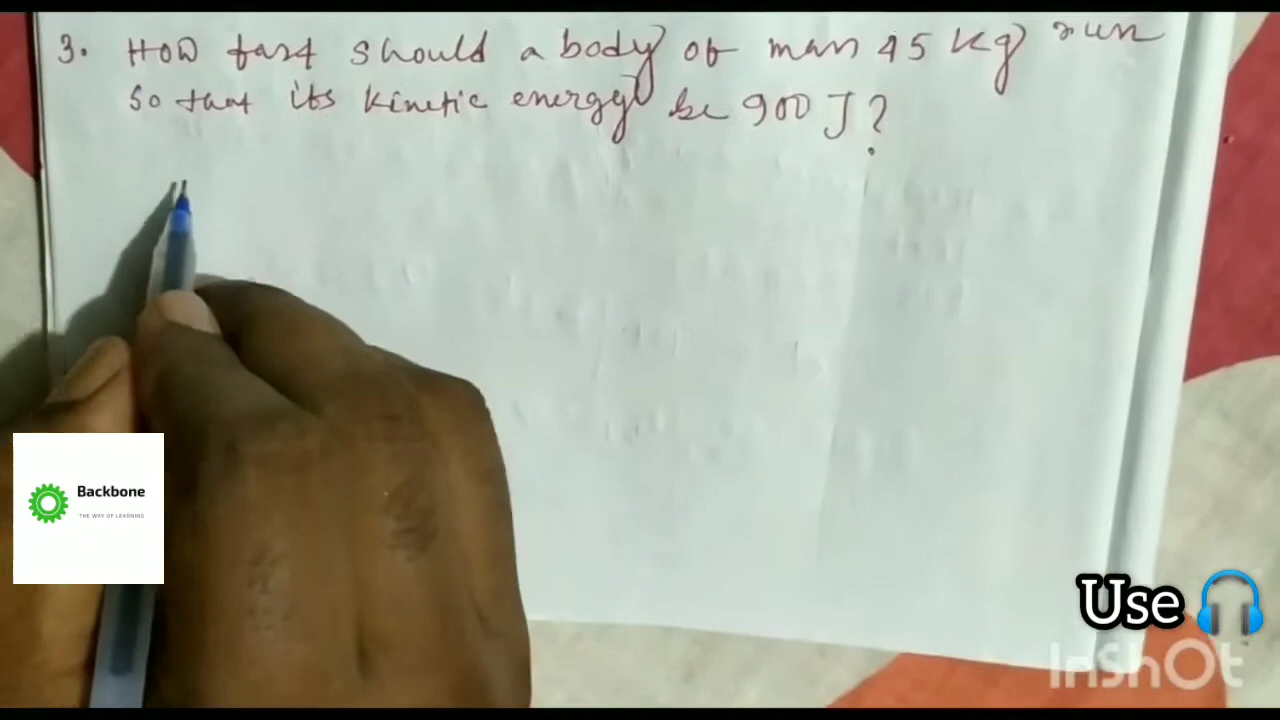 3. How fast should a body of mass 45 kg run
so that its kinetic energy be 900 J?
Backbone
THE WAY OF LEARNING
Use
InShOt